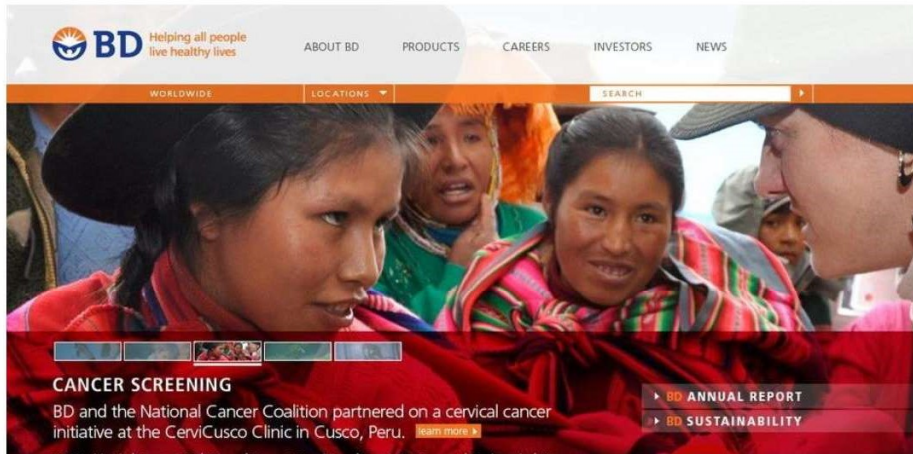 BD Helping all people
live healthy lives
ABOUT BD PRODUCTS CAREERS INVESTORS NEWS
WORLDWIDE LOCATIONS SEARCH
CANCER SCREENING
BD and the National Cancer Coalition partnered on a cervical cancer
initiative at the CerviCusco Clinic in Cusco, Peru. learn more
BD ANNUAL REPORT
BD SUSTAINABILITY